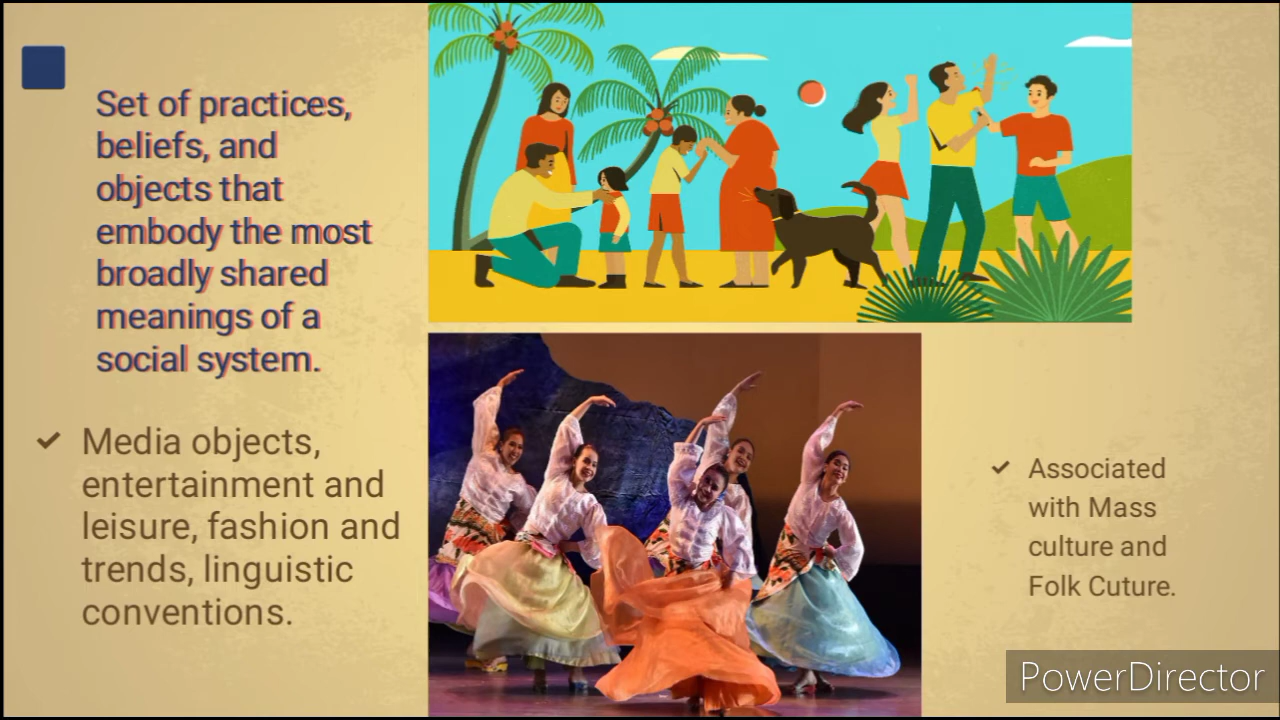 Set of practices,
beliefs, and
objects that
embody the most
broadly shared
meanings of a
social system.
Media objects,
entertainment and
leisure, fashion and
trends, linguistic
conventions.
Associated
with Mass
culture and
Folk Cuture.
PowerDirector